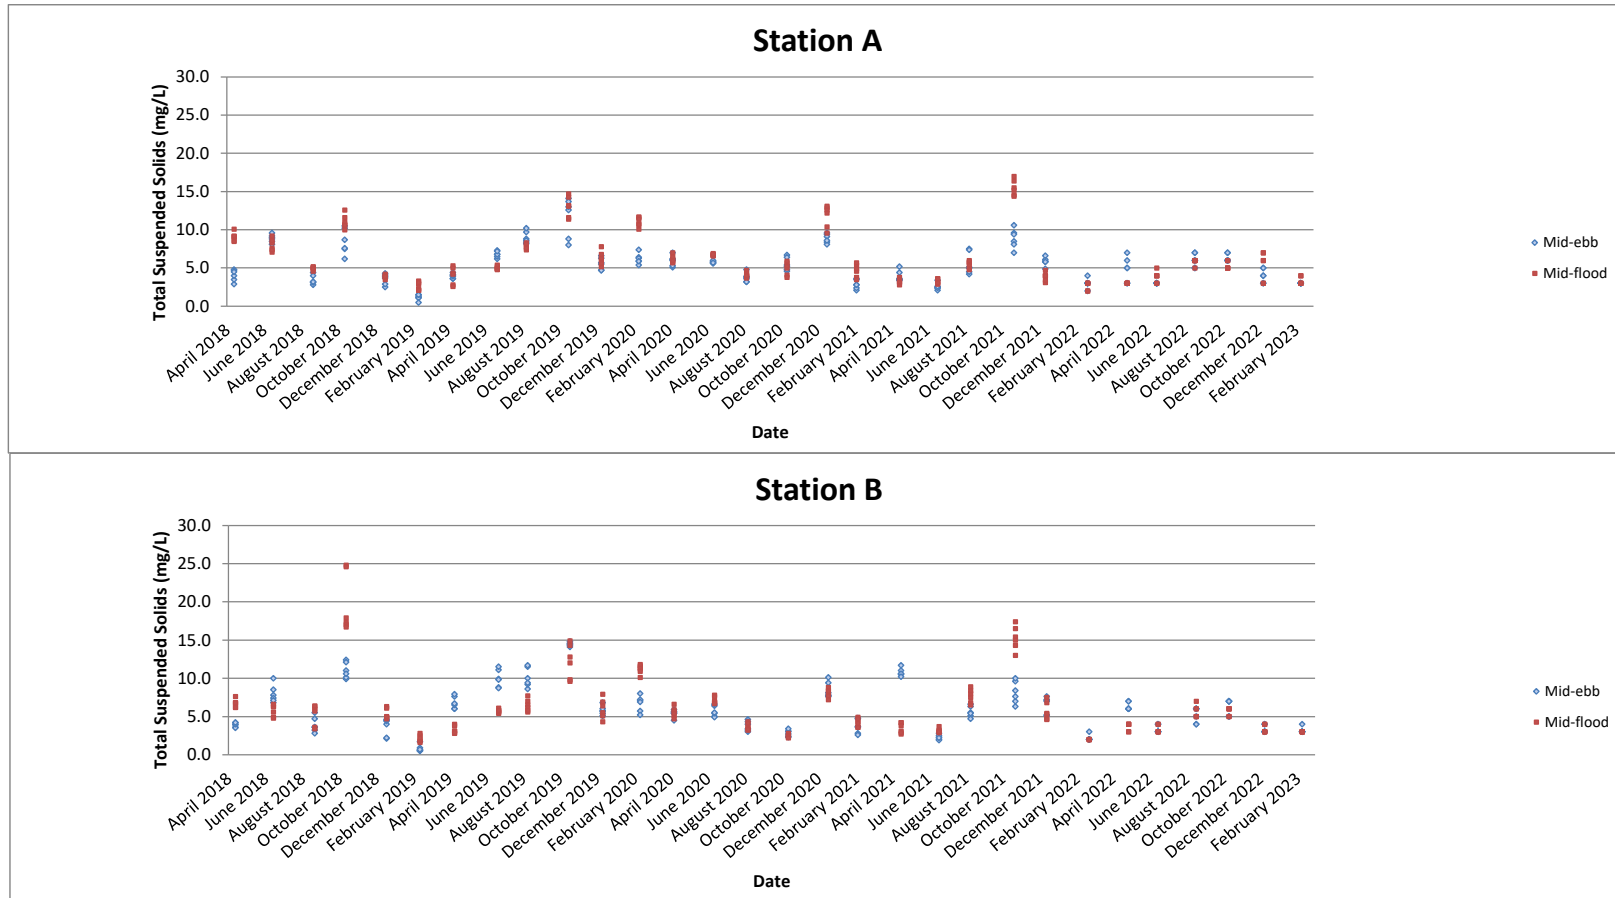 Station A
Total Suspended Solids (mg/L)
30.0
25.0
20.0
15.0
10.0
5.0
0.0
April 2018
June 2018
August 2018
October 2018
December 2018
February 2019
April 2019
June 2019
August 2019
October 2019
December 2019
February 2020
April 2020
June 2020
August 2020
October 2020
December 2020
February 2021
April 2021
June 2021
August 2021
October 2021
December 2021
February 2022
April 2022
June 2022
August 2022
October 2022
December 2022
February 2023
Date
Mid-ebb
Mid-flood
Station B
Total Suspended Solids (mg/L)
30.0
25.0
20.0
15.0
10.0
5.0
0.0
April 2018
June 2018
August 2018
October 2018
December 2018
February 2019
April 2019
June 2019
August 2019
October 2019
December 2019
February 2020
April 2020
June 2020
August 2020
October 2020
December 2020
February 2021
April 2021
June 2021
August 2021
October 2021
December 2021
February 2022
April 2022
June 2022
August 2022
October 2022
December 2022
February 2023
Date
Mid-ebb
Mid-flood